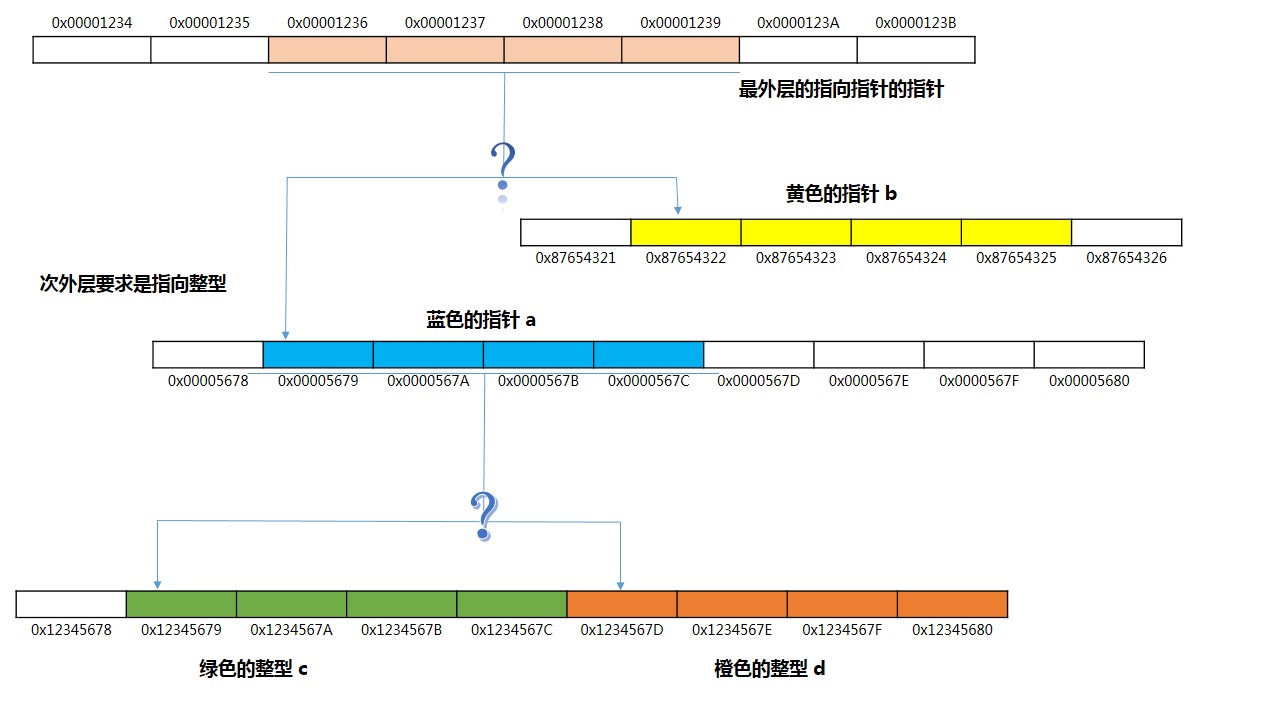 0x00001234 0x00001235 0x00001236 0x00001237 0x00001238 0x00001239 0x0000123A 0x0000123B
最外层的指向指针的指针
?
黄色的指针 b
0x87654321 0x87654322 0x87654323 0x87654324 0x87654325 0x87654326
次外层要求是指向整型
蓝色的指针 a
0x00005678 0x00005679 0x0000567A 0x0000567B 0x0000567C 0x0000567D 0x0000567E 0x0000567F 0x00005680
?
0x12345678 0x12345679 0x1234567A 0x1234567B 0x1234567C 0x1234567D 0x1234567E 0x1234567F 0x12345680
绿色的整型 c
橙色的整型 d